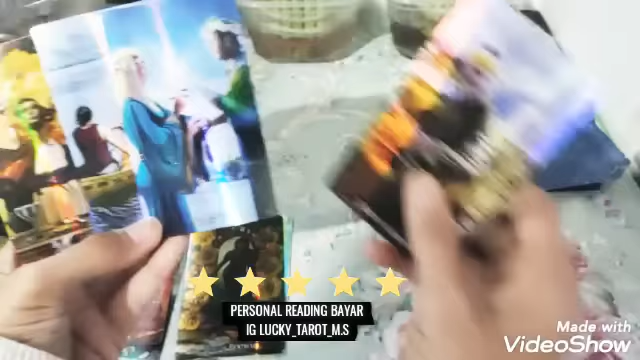 PERSONAL READING BAYAR
IG LUCKY_TAROT_M.S
Made with
VideoShow